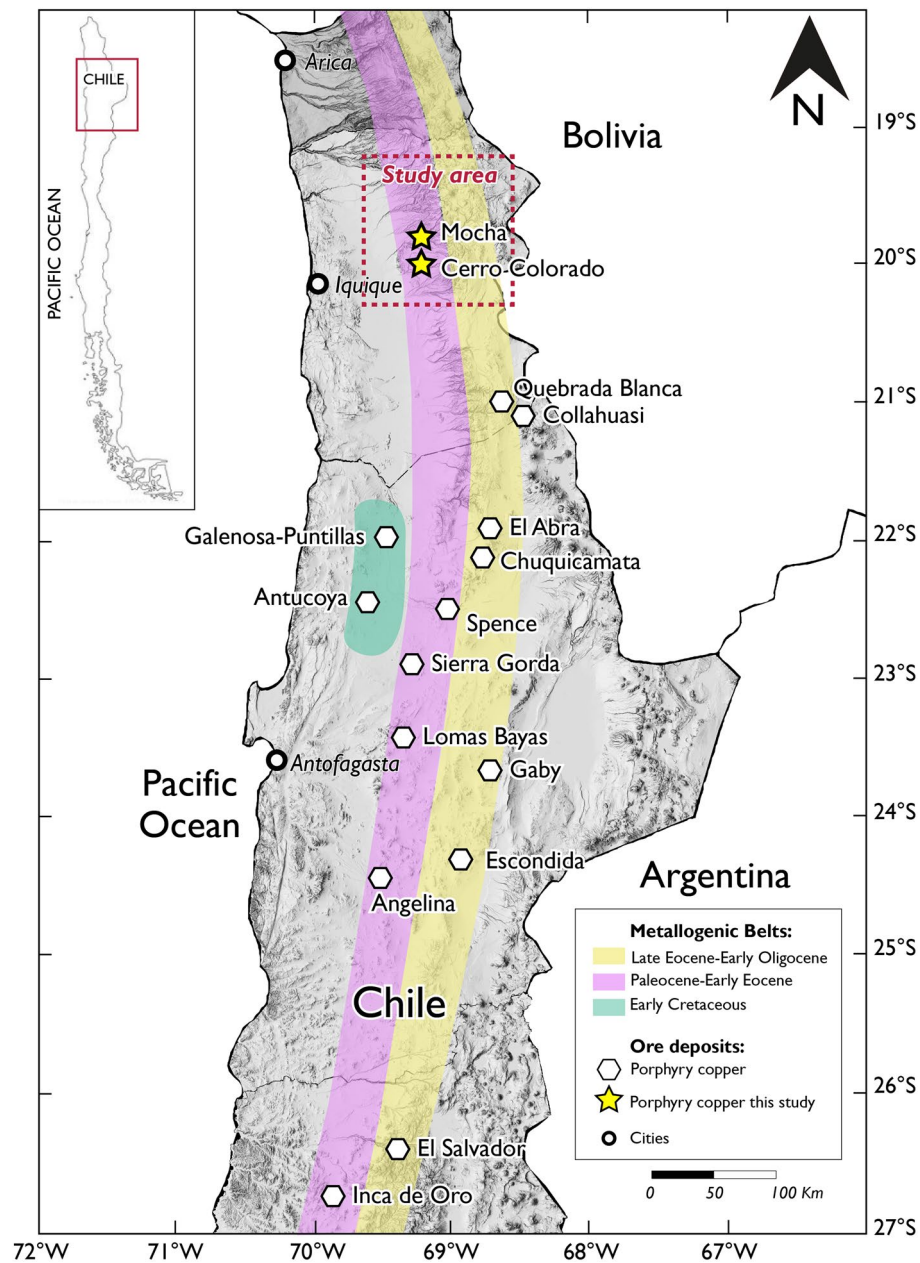 CHILE
PACIFIC OCEAN
N
Arica
Bolivia
19°S
Study area
Mocha
Cerro Colorado
20°S
Iquique
Quebrada Blanca
Collahuasi
21°S
Galenosa-Puntillas
El Abra
22°S
Chuquicamata
Antucoya
Spence
Sierra Gorda
23°S
Lomas Bayas
Antofagasta
Gaby
Pacific
Ocean
24°S
Escondida
Argentina
Angelina
Metallogenic Belts:
Late Eocene-Early Oligocene
Paleocene-Early Eocene
Early Cretaceous
25°S
Chile
Ore deposits:
Porphyry copper
Porphyry copper this study
Cities
26°S
El Salvador
0 50 100 Km
Inca de Oro
27°S
72°W 71°W 70°W 69°W 68°W 67°W